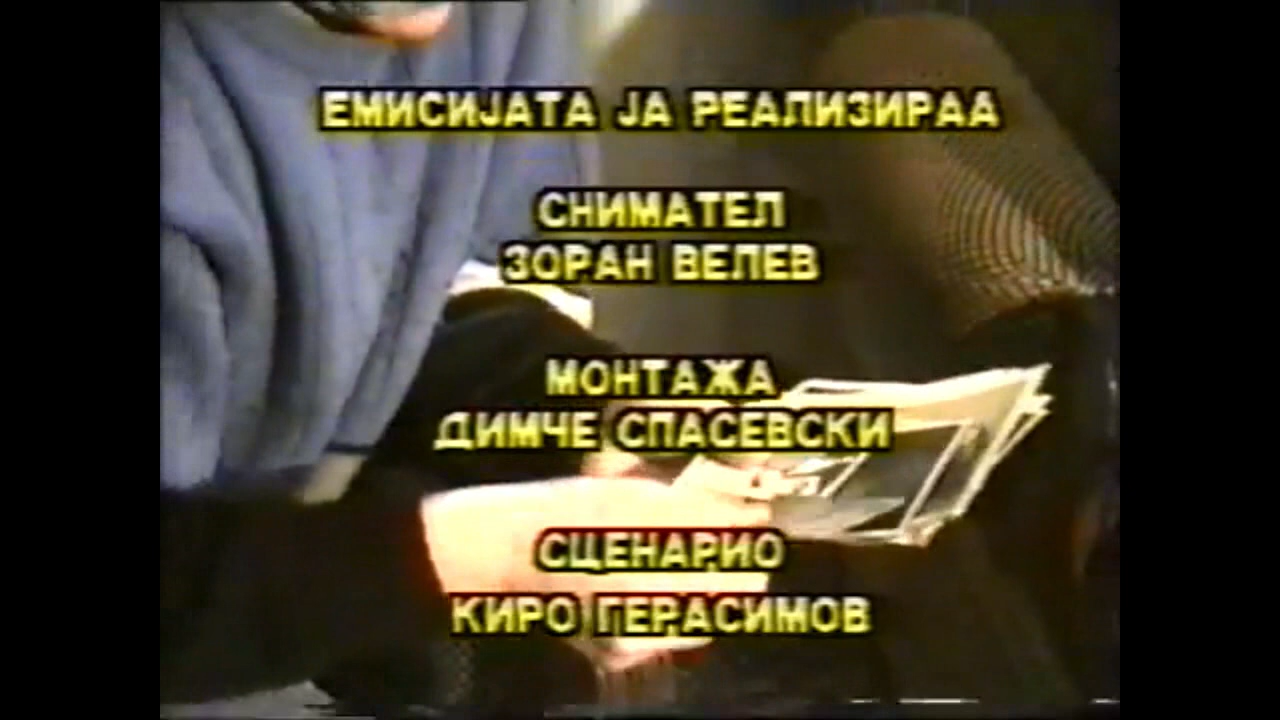 ЕМИСИЈАТА ЈА РЕАЛИЗИРАА
СНИМАТЕЛ
ЗОРАН ВЕЛЕВ
МОНТАЖА
ДИМЧЕ СПАСЕВСКИ
СЦЕНАРИО
КИРО ГЕРАСИМОВ